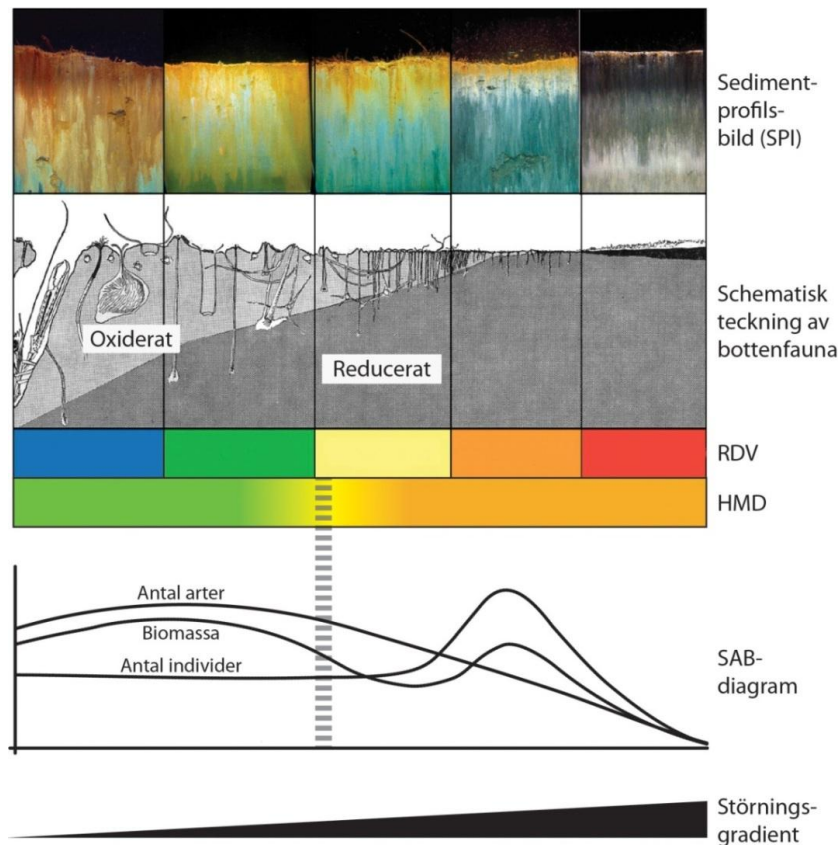 Sediment-
profils-
bild (SPI)
Oxiderat
Reducerat
Schematisk
teckning av
bottenfauna
RDV
HMD
Antal arter
Biomassa
Antal individer
SAB-
diagram
Störnings-
gradient